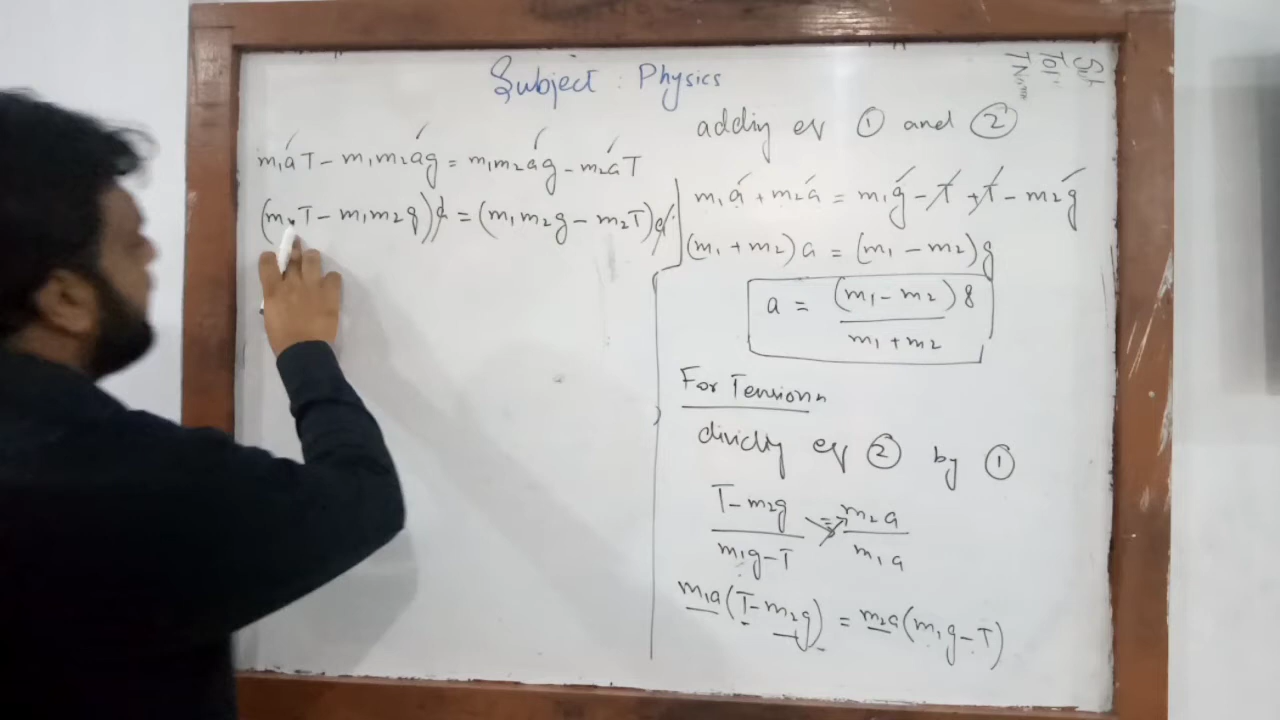 Subject : Physics
m₁aT - m₁m₂ag = m₁m₂ag - m₂aT
(m₁T - m₁m₂g)a = (m₁m₂g - m₂T)a
adding eq ① and ②
m₁a + m₂a = m₁g - T + T - m₂g
(m₁ + m₂)a = (m₁ - m₂)g
a = (m₁ - m₂)g / m₁ + m₂
For Tension
dividing eq ② by ①
T - m₂g / m₁g - T = m₂a / m₁a
m₁a(T - m₂g) = m₂a(m₁g - T)